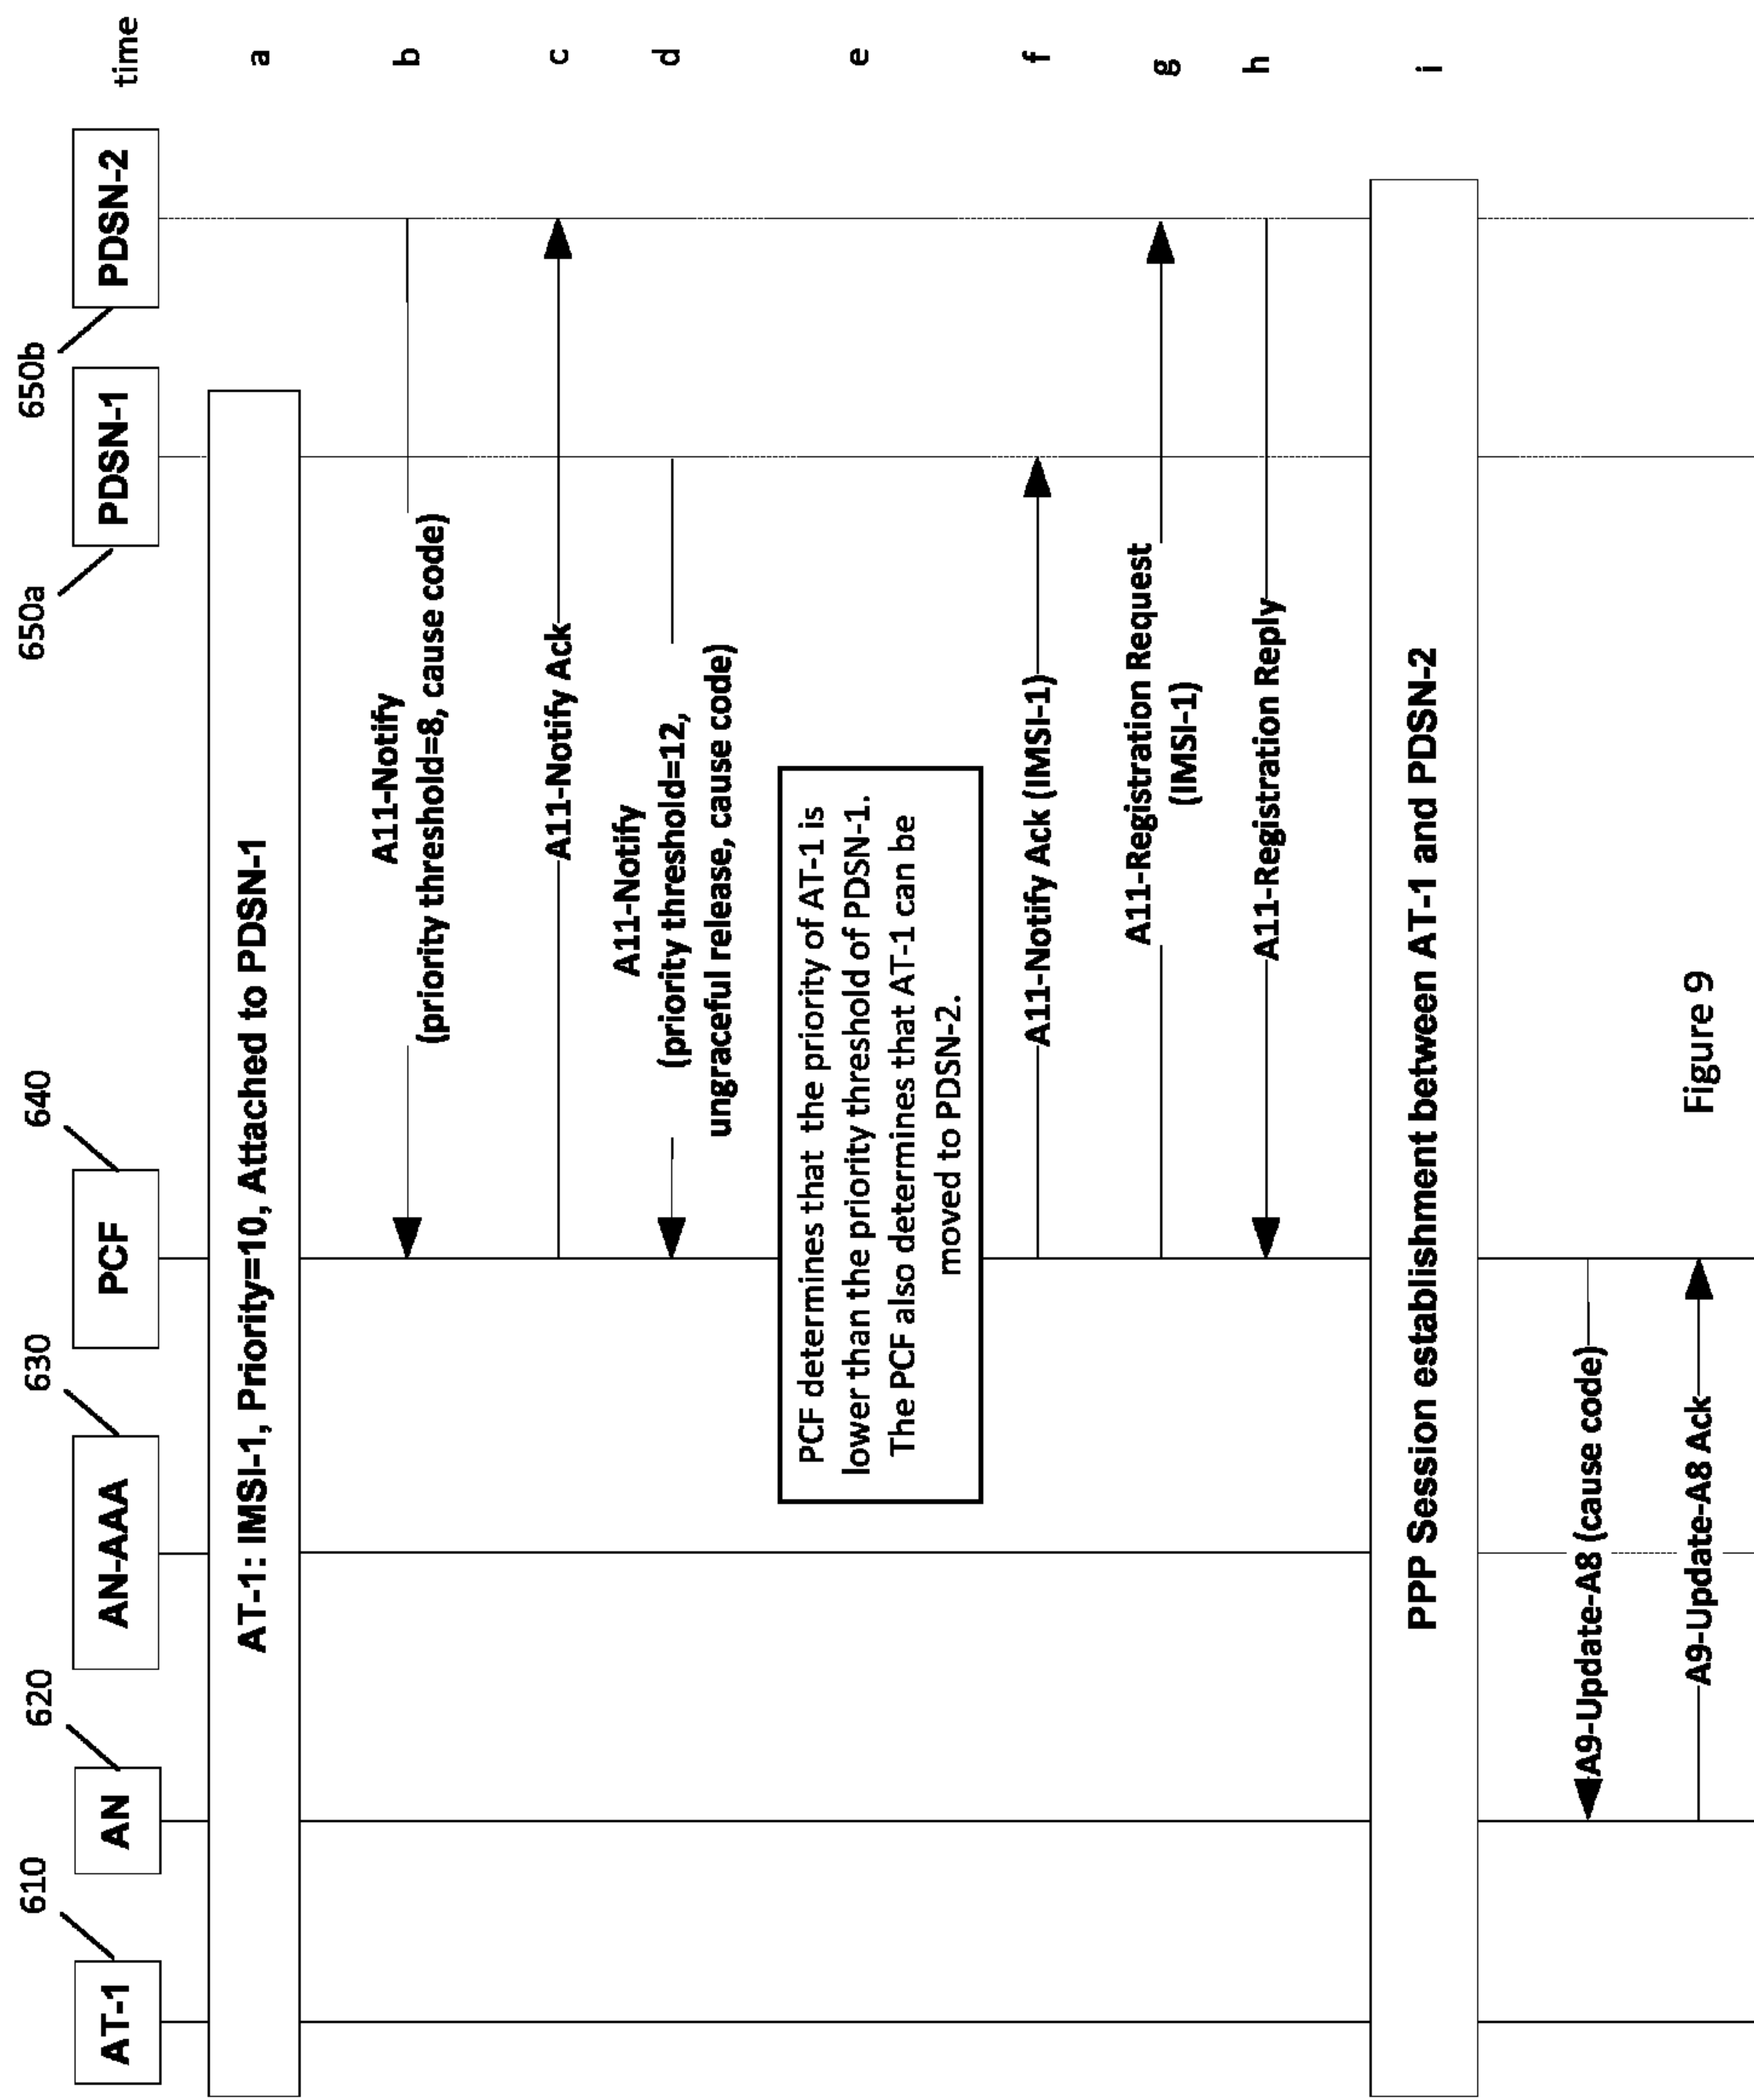 610
620
630
640
650a
650b
AT-1
AN
AN-AAA
PCF
PDSN-1
PDSN-2
time
AT-1: IMSI-1, Priority=10, Attached to PDSN-1
a
A11-Notify
(priority threshold=8, cause code)
b
A11-Notify Ack
c
A11-Notify
(priority threshold=12,
ungraceful release, cause code)
d
PCF determines that the priority of AT-1 is
lower than the priority threshold of PDSN-1.
The PCF also determines that AT-1 can be
moved to PDSN-2.
e
A11-Notify Ack (IMSI-1)
f
A11-Registration Request
(IMSI-1)
g
A11-Registration Reply
h
PPP Session establishment between AT-1 and PDSN-2
i
A9-Update-A8 (cause code)
A9-Update-A8 Ack
Figure 9